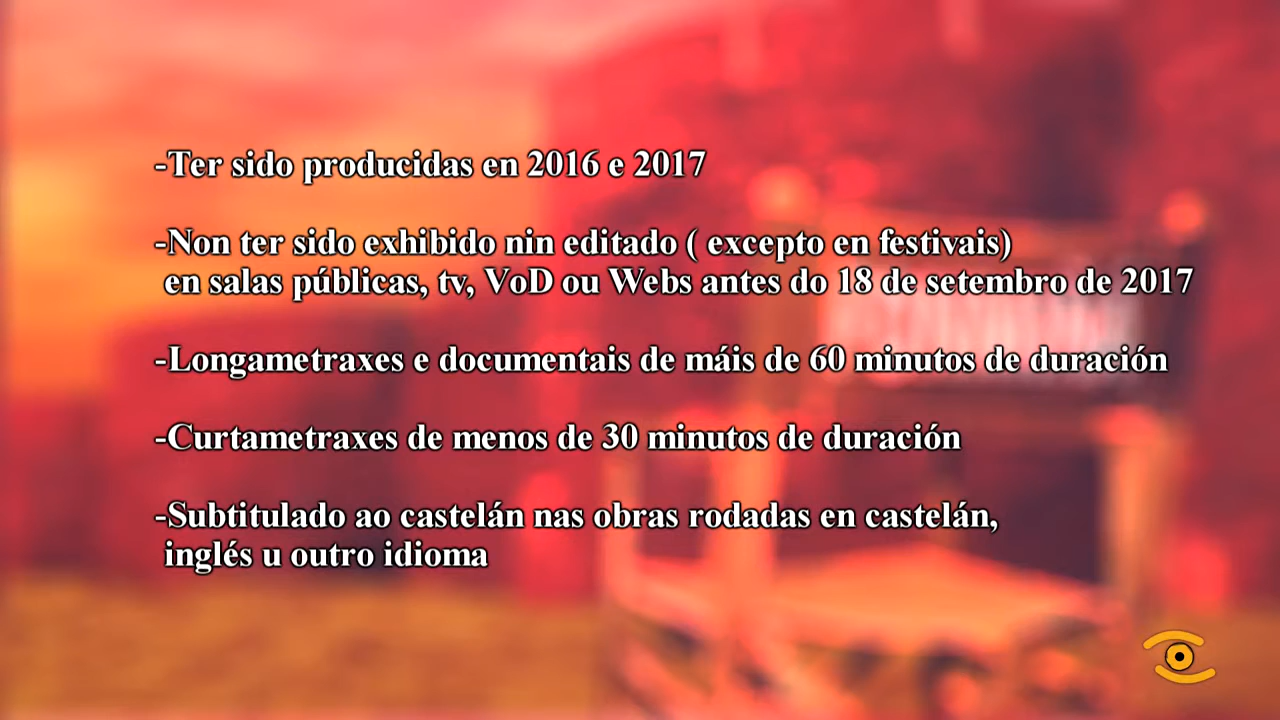 -Ter sido producidas en 2016 e 2017
-Non ter sido exhibido nin editado ( excepto en festivais)
en salas públicas, tv, VoD ou Webs antes do 18 de setembro de 2017
-Longametraxes e documentais de máis de 60 minutos de duración
-Curtametraxes de menos de 30 minutos de duración
-Subtitulado ao castelán nas obras rodadas en castelán,
inglés u outro idioma